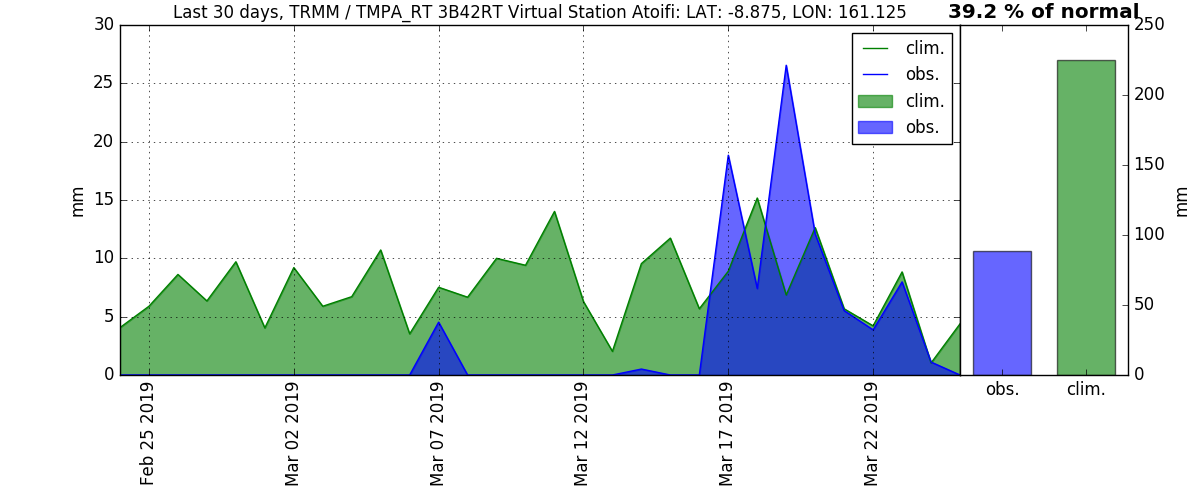 Last 30 days, TRMM / TMPA_RT 3B42RT Virtual Station Atoifi: LAT: -8.875, LON: 161.125
39.2 % of normal
30
25
20
15
10
5
0
mm
clim.
obs.
clim.
obs.
250
200
150
100
50
0
mm
Feb 25 2019
Mar 02 2019
Mar 07 2019
Mar 12 2019
Mar 17 2019
Mar 22 2019
obs.
clim.